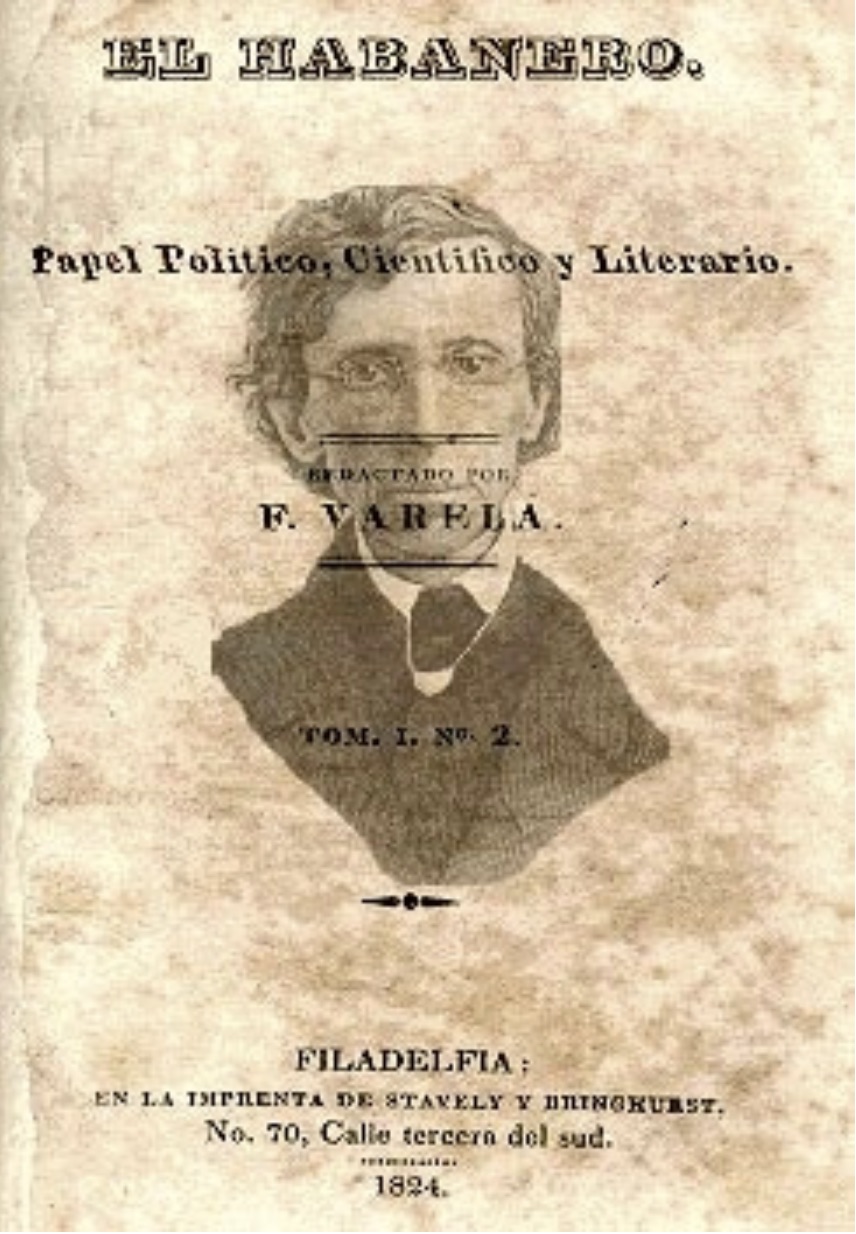 EL HABANERO.
Papel Politico, Cientifico y Literario.
REDACTADO POR
F. VARELA.
TOM. I. No. 2.
FILADELFIA:
EN LA IMPRENTA DE STAVELY Y BRINGHURST.
No. 70, Calle tercera del sud.
1824.